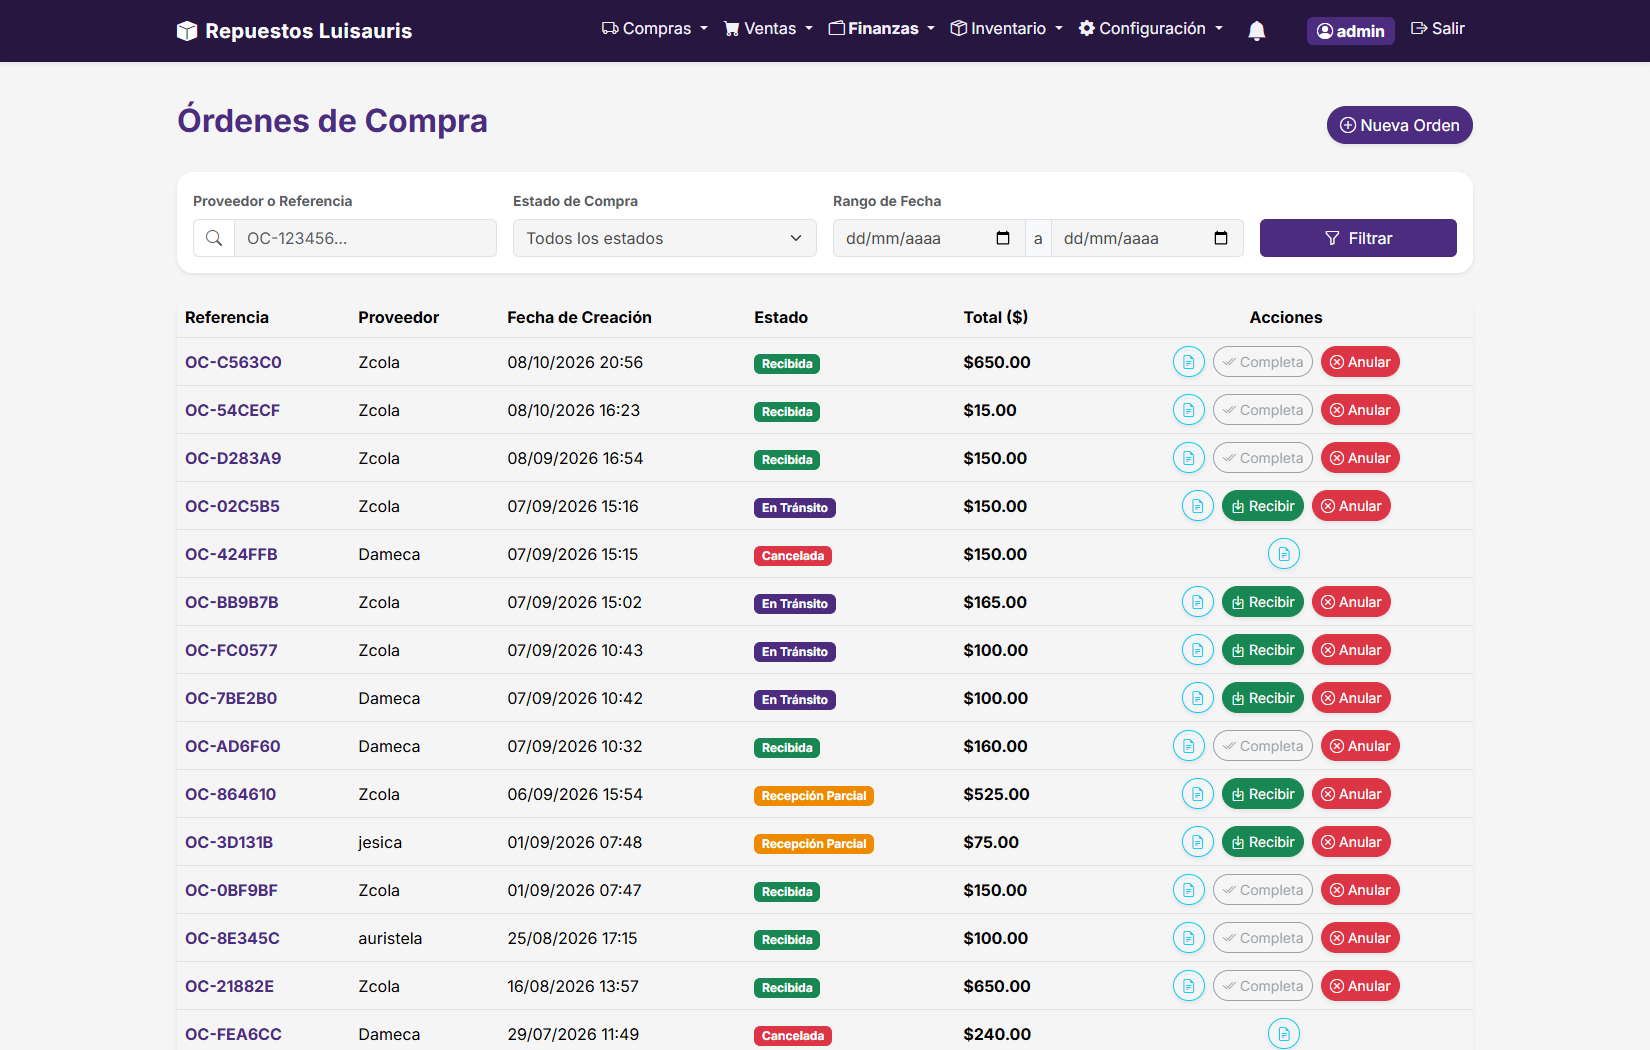 Repuestos Luisauris Compras Ventas Finanzas Inventario Configuración admin Salir
Órdenes de Compra
Nueva Orden
Proveedor o Referencia Estado de Compra Rango de Fecha
OC-123456... Todos los estados dd/mm/aaaa a dd/mm/aaaa Filtrar
Referencia Proveedor Fecha de Creación Estado Total ($) Acciones
OC-C563C0 Zcola 08/10/2026 20:56 Recibida $650.00 Completa Anular
OC-54CECF Zcola 08/10/2026 16:23 Recibida $15.00 Completa Anular
OC-D283A9 Zcola 08/09/2026 16:54 Recibida $150.00 Completa Anular
OC-02C5B5 Zcola 07/09/2026 15:16 En Tránsito $150.00 Recibir Anular
OC-424FFB Dameca 07/09/2026 15:15 Cancelada $150.00
OC-BB9B7B Zcola 07/09/2026 15:02 En Tránsito $165.00 Recibir Anular
OC-FC0577 Zcola 07/09/2026 10:43 En Tránsito $100.00 Recibir Anular
OC-7BE2B0 Dameca 07/09/2026 10:42 En Tránsito $100.00 Recibir Anular
OC-AD6F60 Dameca 07/09/2026 10:32 Recibida $160.00 Completa Anular
OC-864610 Zcola 06/09/2026 15:54 Recepción Parcial $525.00 Recibir Anular
OC-3D131B jesica 01/09/2026 07:48 Recepción Parcial $75.00 Recibir Anular
OC-0BF9BF Zcola 01/09/2026 07:47 Recibida $150.00 Completa Anular
OC-8E345C auristela 25/08/2026 17:15 Recibida $100.00 Completa Anular
OC-21882E Zcola 16/08/2026 13:57 Recibida $650.00 Completa Anular
OC-FEA6CC Dameca 29/07/2026 11:49 Cancelada $240.00